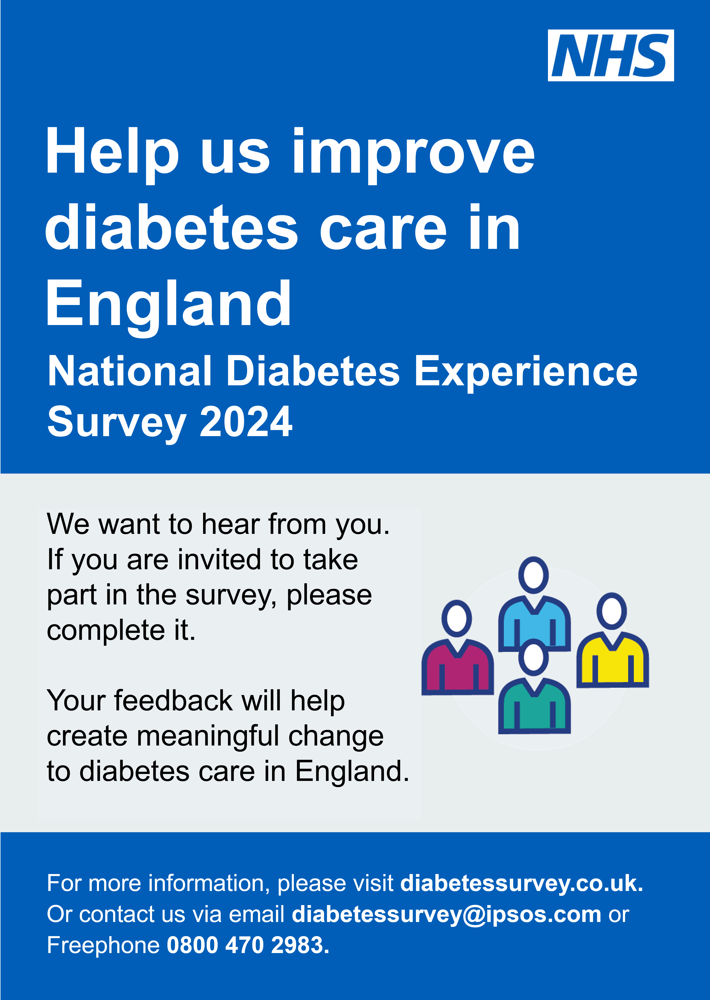 NHS
Help us improve
diabetes care in
England
National Diabetes Experience
Survey 2024
We want to hear from you.
If you are invited to take
part in the survey, please
complete it.
Your feedback will help
create meaningful change
to diabetes care in England.
For more information, please visit diabetessurvey.co.uk.
Or contact us via email diabetessurvey@ipsos.com or
Freephone 0800 470 2983.